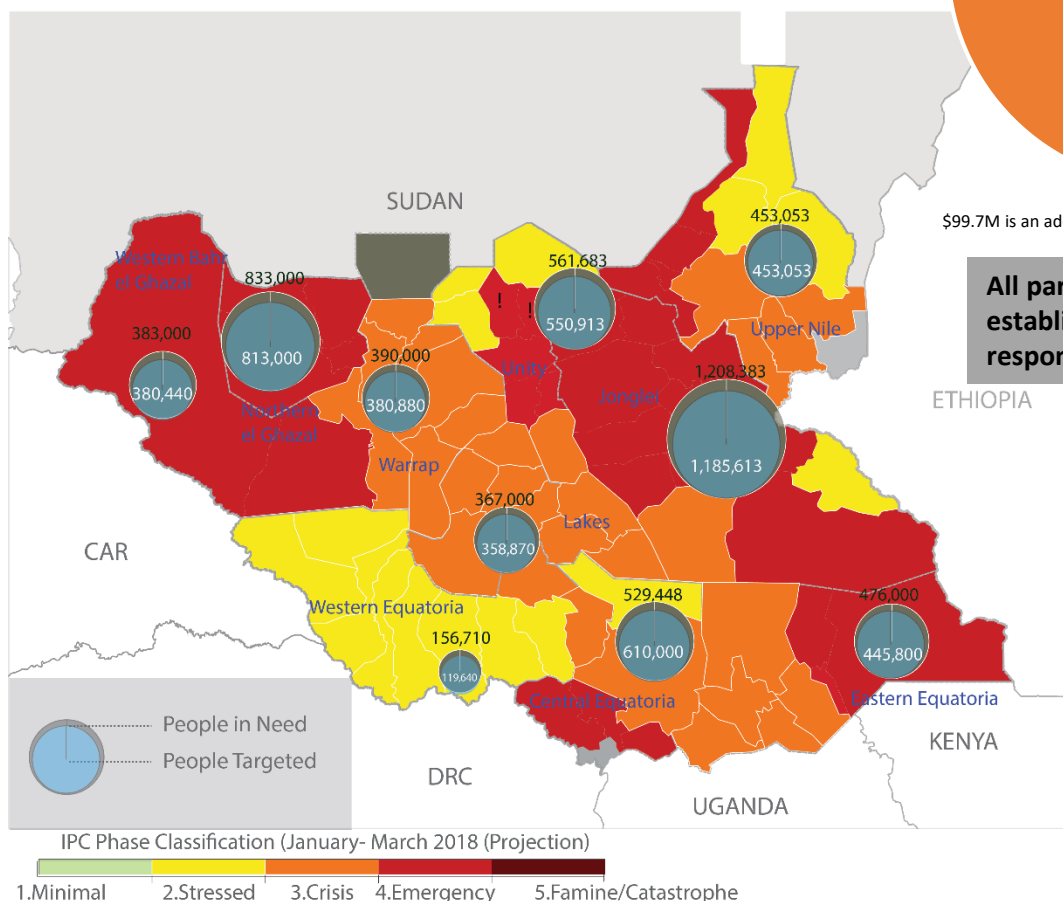 SUDAN
453,053
$99.7M is an ad
453,053
Western Bahr
el Ghazal
833,000
561,683
All par
establi
respon
!
!
550,913
383,000
Upper Nile
813,000
390,000
Unity
1,208,383
380,440
380,880
Jonglei
ETHIOPIA
Northern
el Ghazal
Warrap
1,185,613
367,000
Lakes
358,870
CAR
Western Equatoria
529,448
476,000
156,710
610,000
445,800
119,640
Central Equatoria
Eastern Equatoria
People in Need
People Targeted
KENYA
DRC
UGANDA
IPC Phase Classification (January- March 2018 (Projection)
1.Minimal 2.Stressed 3.Crisis 4.Emergency 5.Famine/Catastrophe